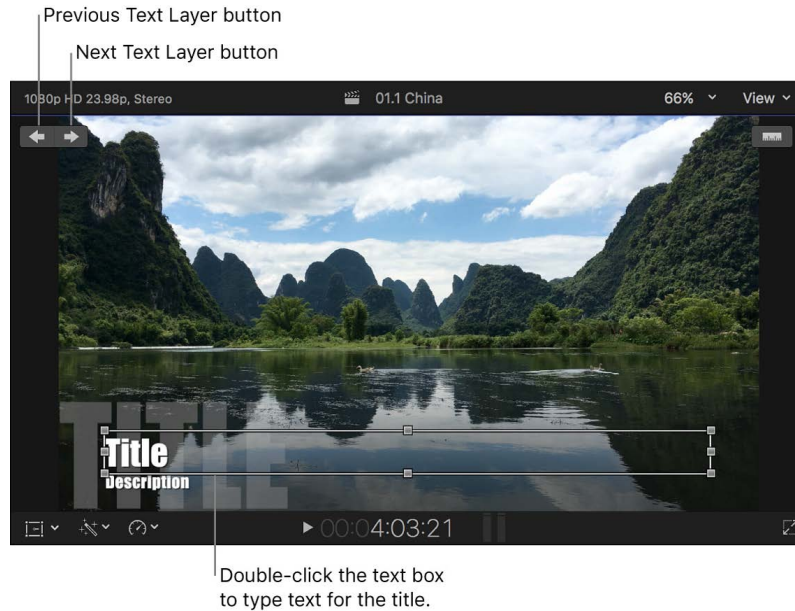 Previous Text Layer button
Next Text Layer button
1080p HD 23.98p, Stereo
01.1 China
66%
View
TITLE
Title
Description
00:04:03:21
Double-click the text box
to type text for the title.